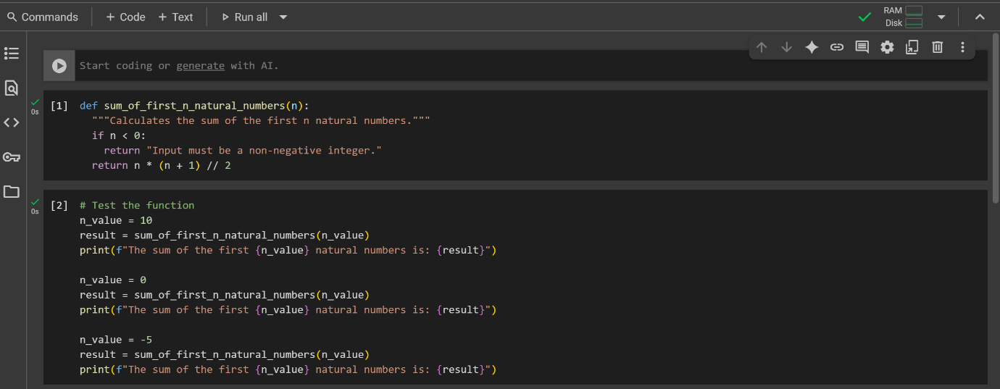 Commands + Code + Text Run all
RAM
Disk
Start coding or generate with AI.
0s
[1] def sum_of_first_n_natural_numbers(n):
"""Calculates the sum of the first n natural numbers."""
if n < 0:
return "Input must be a non-negative integer."
return n * (n + 1) // 2
0s
[2] # Test the function
n_value = 10
result = sum_of_first_n_natural_numbers(n_value)
print(f"The sum of the first {n_value} natural numbers is: {result}")
n_value = 0
result = sum_of_first_n_natural_numbers(n_value)
print(f"The sum of the first {n_value} natural numbers is: {result}")
n_value = -5
result = sum_of_first_n_natural_numbers(n_value)
print(f"The sum of the first {n_value} natural numbers is: {result}")